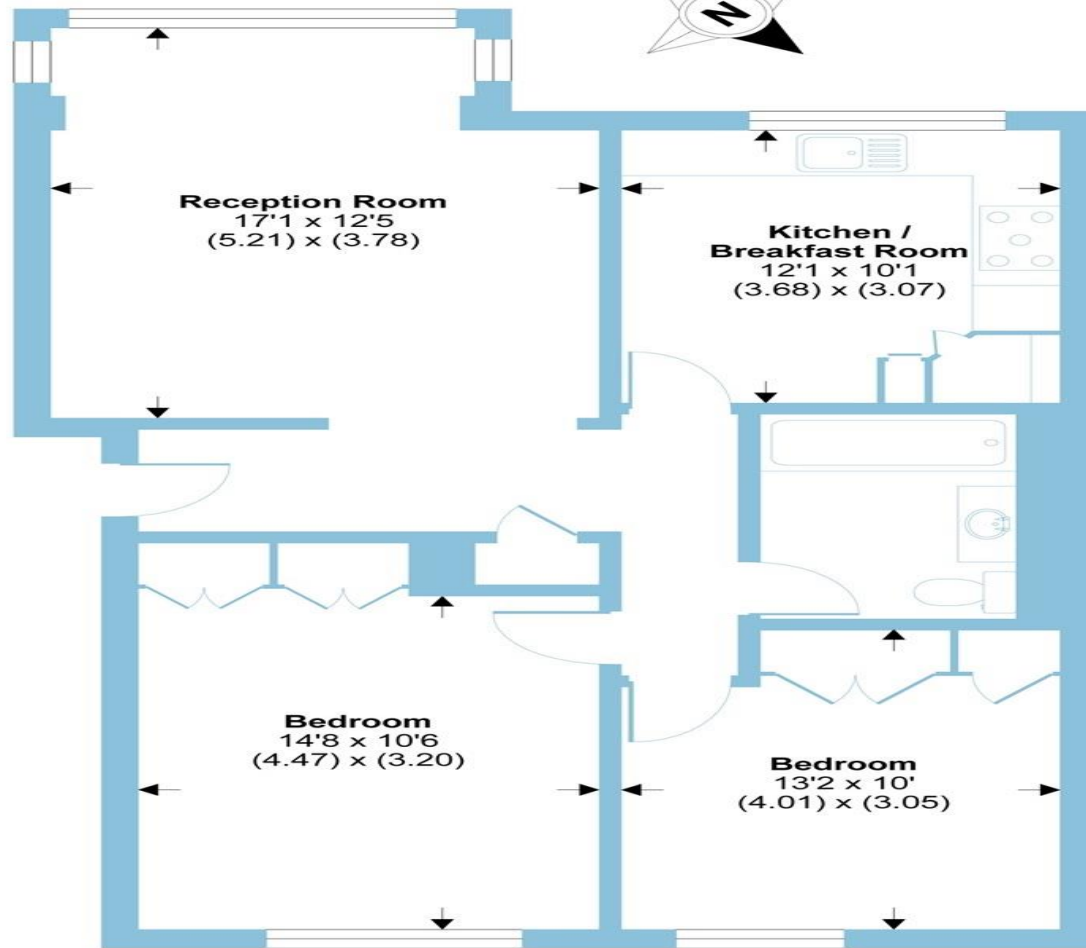 N
Reception Room
17'1 x 12'5
(5.21) x (3.78)
Kitchen /
Breakfast Room
12'1 x 10'1
(3.68) x (3.07)
Bedroom
14'8 x 10'6
(4.47) x (3.20)
Bedroom
13'2 x 10'
(4.01) x (3.05)